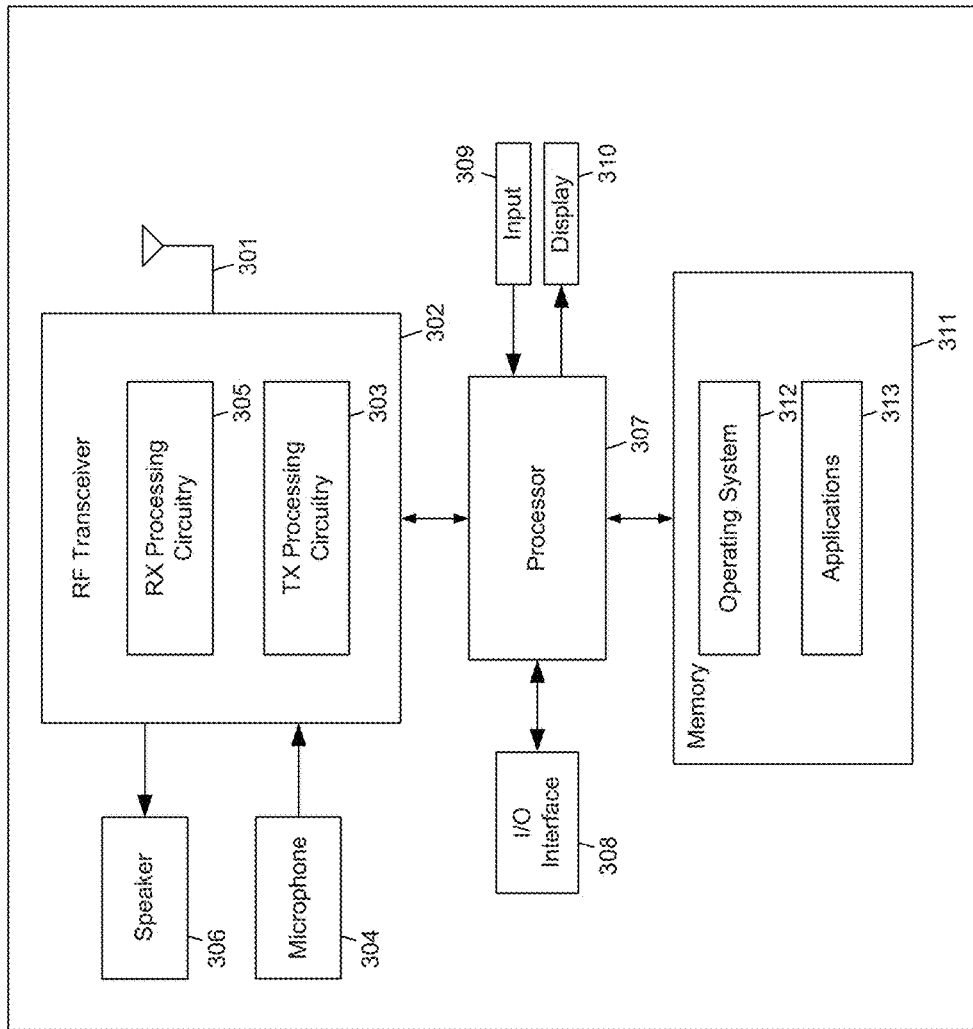 301
RF Transceiver
302
RX Processing
Circuitry
305
TX Processing
Circuitry
303
Speaker
306
Microphone
304
Input
309
Display
310
Processor
307
I/O
Interface
308
Memory
311
Operating System
312
Applications
313